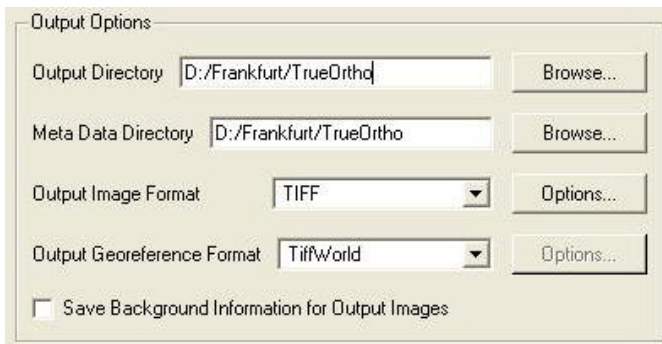 Output Options
Output Directory D:/Frankfurt/TrueOrtho Browse...
Meta Data Directory D:/Frankfurt/TrueOrtho Browse...
Output Image Format TIFF Options...
Output Georeference Format TiffWorld Options...
Save Background Information for Output Images